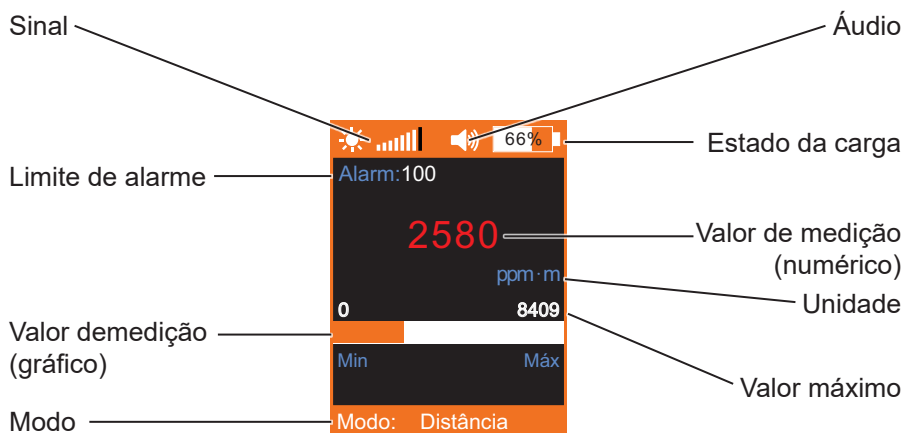 Sinal
Áudio
66%
Estado da carga
Limite de alarme
Alarm:100
2580
Valor de medição
(numérico)
ppm·m
Unidade
0 8409
Valor demedição
(gráfico)
Min Máx
Valor máximo
Modo
Modo: Distância